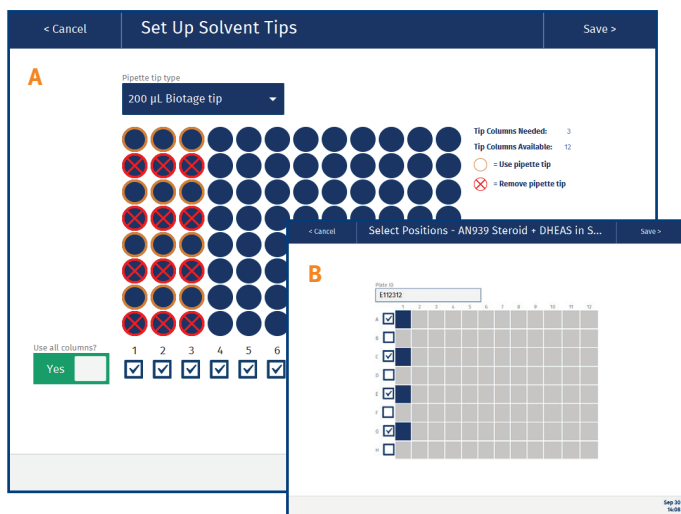 < Cancel
Set Up Solvent Tips
Save >
A
Pipette tip type
200 µL Biotage tip
Tip Columns Needed: 3
Tip Columns Available: 12
= Use pipette tip
= Remove pipette tip
Use all columns?
Yes
1 2 3 4 5 6
< Cancel
Select Positions - AN939 Steroid + DHEAS in S...
Save >
B
Plate ID
E112312
1 2 3 4 5 6 7 8 9 10 11 12
A
B
C
D
E
F
G
H
Sep 30
14:08